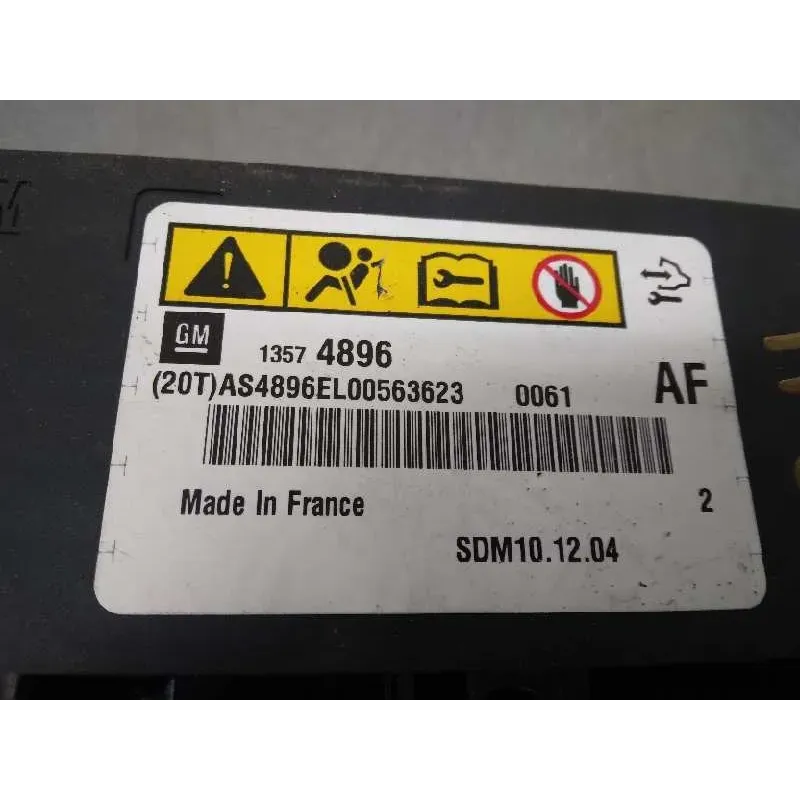 GM
1357 4896
(20T)AS4896EL00563623 0061 AF
Made In France 2
SDM10.12.04